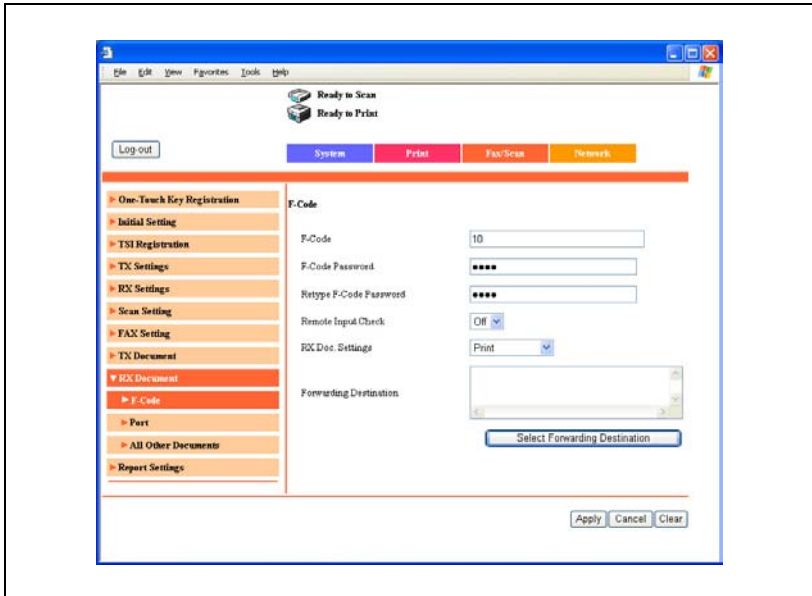 File Edit View Favorites Tools Help
Ready to Scan
Ready to Print
Log-out
System Print Fax/Scan Network
One-Touch Key Registration
Initial Setting
TSI Registration
TX Settings
RX Settings
Scan Setting
FAX Setting
TX Document
RX Document
F-Code
Port
All Other Documents
Report Settings
F-Code
F-Code 10
F-Code Password ••••
Retype F-Code Password ••••
Remote Input Check Off
RX Doc. Settings Print
Forwarding Destination
Select Forwarding Destination
Apply Cancel Clear